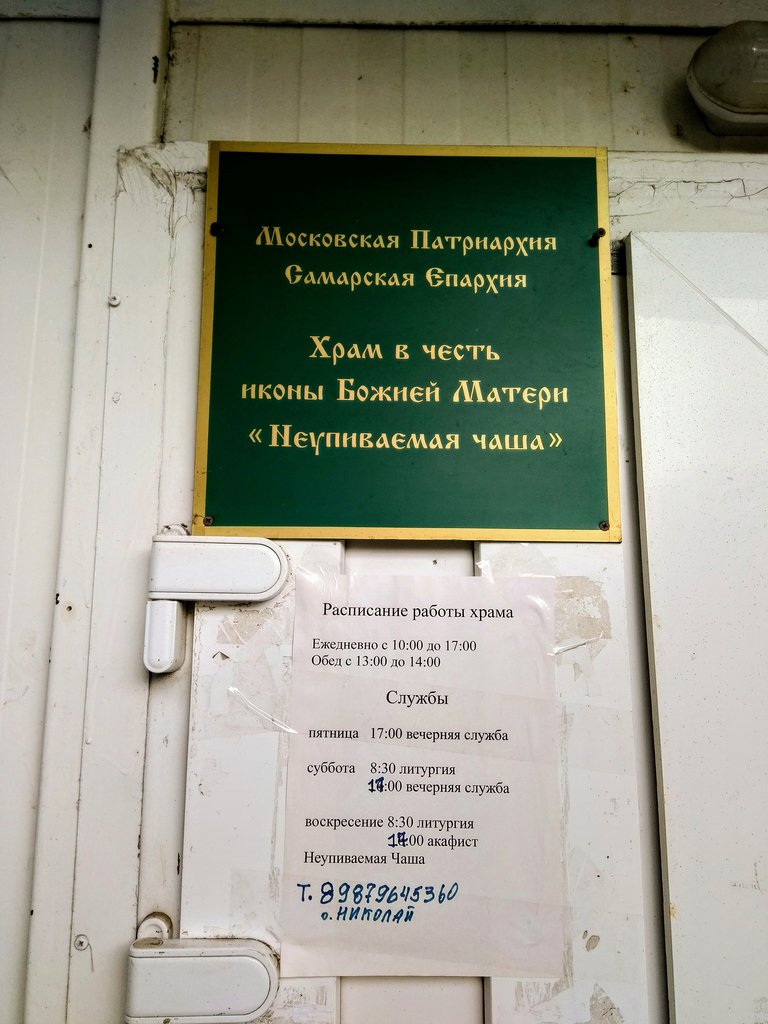 Московская Патриархия
Самарская Епархия
Храм в честь
иконы Божией Матери
«Неупиваемая чаша»
Расписание работы храма
Ежедневно с 10:00 до 17:00
Обед с 13:00 до 14:00
Службы
пятница 17:00 вечерняя служба
суббота 8:30 литургия
:00 вечерняя служба
воскресение 8:30 литургия
00 акафист
Неупиваемая Чаша
Т. 89879645360
о. НИКОЛАЙ